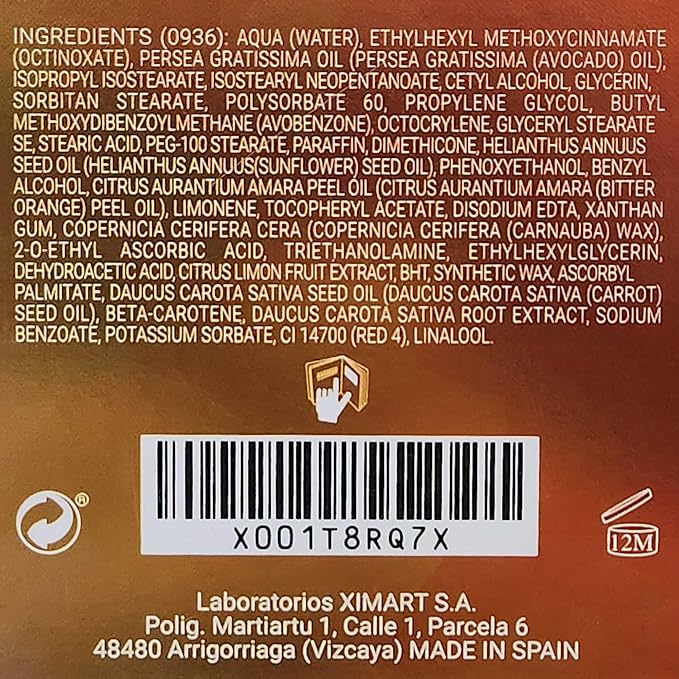 INGREDIENTS (0936): AQUA (WATER), ETHYLHEXYL METHOXYCINNAMATE
(OCTINOXATE), PERSEA GRATISSIMA OIL (PERSEA GRATISSIMA (AVOCADO) OIL),
ISOPROPYL ISOSTEARATE, ISOSTEARYL NEOPENTANOATE, CETYL ALCOHOL, GLYCERIN,
SORBITAN STEARATE, POLYSORBATE 60, PROPYLENE GLYCOL, BUTYL
METHOXYDIBENZOYLMETHANE (AVOBENZONE), OCTOCRYLENE, GLYCERYL STEARATE
SE, STEARIC ACID, PEG-100 STEARATE, PARAFFIN, DIMETHICONE, HELIANTHUS ANNUUS
SEED OIL (HELIANTHUS ANNUUS(SUNFLOWER) SEED OIL), PHENOXYETHANOL, BENZYL
ALCOHOL, CITRUS AURANTIUM AMARA PEEL OIL (CITRUS AURANTIUM AMARA (BITTER
ORANGE) PEEL OIL), LIMONENE, TOCOPHERYL ACETATE, DISODIUM EDTA, XANTHAN
GUM, COPERNICIA CERIFERA CERA (COPERNICIA CERIFERA (CARNAUBA) WAX),
2-O-ETHYL ASCORBIC ACID, TRIETHANOLAMINE, ETHYLHEXYLGLYCERIN,
DEHYDROACETIC ACID, CITRUS LIMON FRUIT EXTRACT, BHT, SYNTHETIC WAX, ASCORBYL
PALMITATE, DAUCUS CAROTA SATIVA SEED OIL (DAUCUS CAROTA SATIVA (CARROT)
SEED OIL), BETA-CAROTENE, DAUCUS CAROTA SATIVA ROOT EXTRACT, SODIUM
BENZOATE, POTASSIUM SORBATE, CI 14700 (RED 4), LINALOOL.
®
X001T8RQ7X
12M
Laboratorios XIMART S.A.
Polig. Martiartu 1, Calle 1, Parcela 6
48480 Arrigorriaga (Vizcaya) MADE IN SPAIN